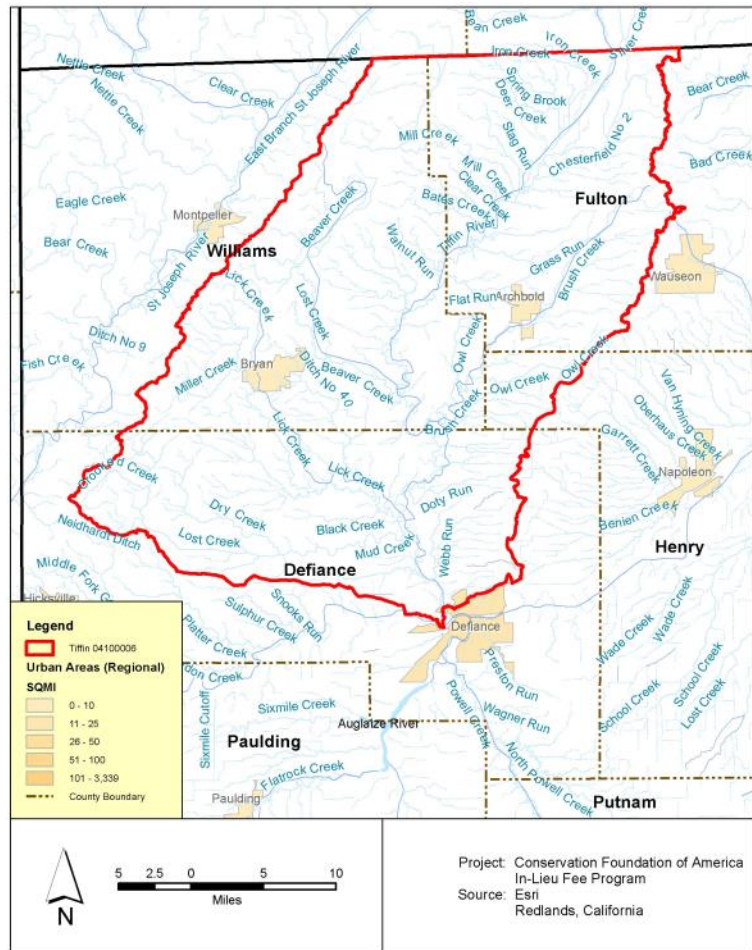 Bean Creek
Iron Creek
Iron Creek
Silver Creek
Nettle Creek
Nettle Creek
Clear Creek
East Branch St Joseph River
Spring Brook
Deer Creek
Stag Run
Bear Creek
Mill Creek
Chesterfield No 2
Bad Creek
Mill Creek
Clear Creek
Bates Creek
Fulton
Eagle Creek
Montpelier
Beaver Creek
Tiffin River
Walnut Run
Bear Creek
Williams
St Joseph River
Grass Run
Wauseon
Lick Creek
Lost Creek
Flat Run
Archbold
Brush Creek
Ditch No 9
Fish Creek
Owl Creek
Owl Creek
Miller Creek
Bryan
Ditch No 40
Beaver Creek
Owl Creek
Van Hyning Creek
Oberhaus Creek
Lick Creek
Brush Creek
Garrett Creek
Napoleon
Lick Creek
Benien Creek
Dry Creek
Doty Run
Black Creek
Neidhardt Ditch
Lost Creek
Mud Creek
Webb Run
Henry
Defiance
Middle Fork
Hicksville
Snooks Run
Sulphur Creek
Platter Creek
Defiance
Wade Creek
Wade Creek
Preston Run
School Creek
School Creek
Lost Creek
Sixmile Cutoff
Sixmile Creek
Powell Creek
Wagner Run
Auglaize River
Paulding
North Powell Creek
Flatrock Creek
Paulding
Putnam
Legend
Tiffin 04100006
Urban Areas (Regional)
SQMI
0 - 10
11 - 25
26 - 50
51 - 100
101 - 3,339
County Boundary
N
5 2.5 0 5 10
Miles
Project: Conservation Foundation of America
In-Lieu Fee Program
Source: Esri
Redlands, California